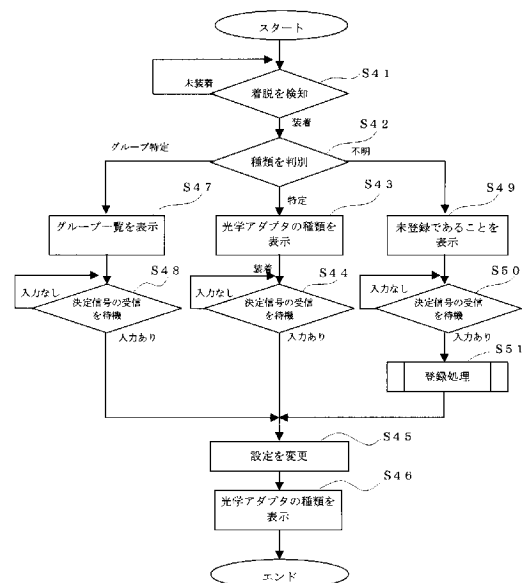 スタート
S41
未装着
着脱を検知
装着
S42
グループ特定
種類を判別
不明
特定
S47
S43
S49
グループ一覧を表示
光学アダプタの種類を
表示
未登録であることを
表示
装着
S48
S44
S50
入力なし
決定信号の受信
を待機
入力なし
決定信号の受信
を待機
入力なし
決定信号の受信
を待機
入力あり
入力あり
入力あり
S51
登録処理
S45
設定を変更
S46
光学アダプタの種類を
表示
エンド